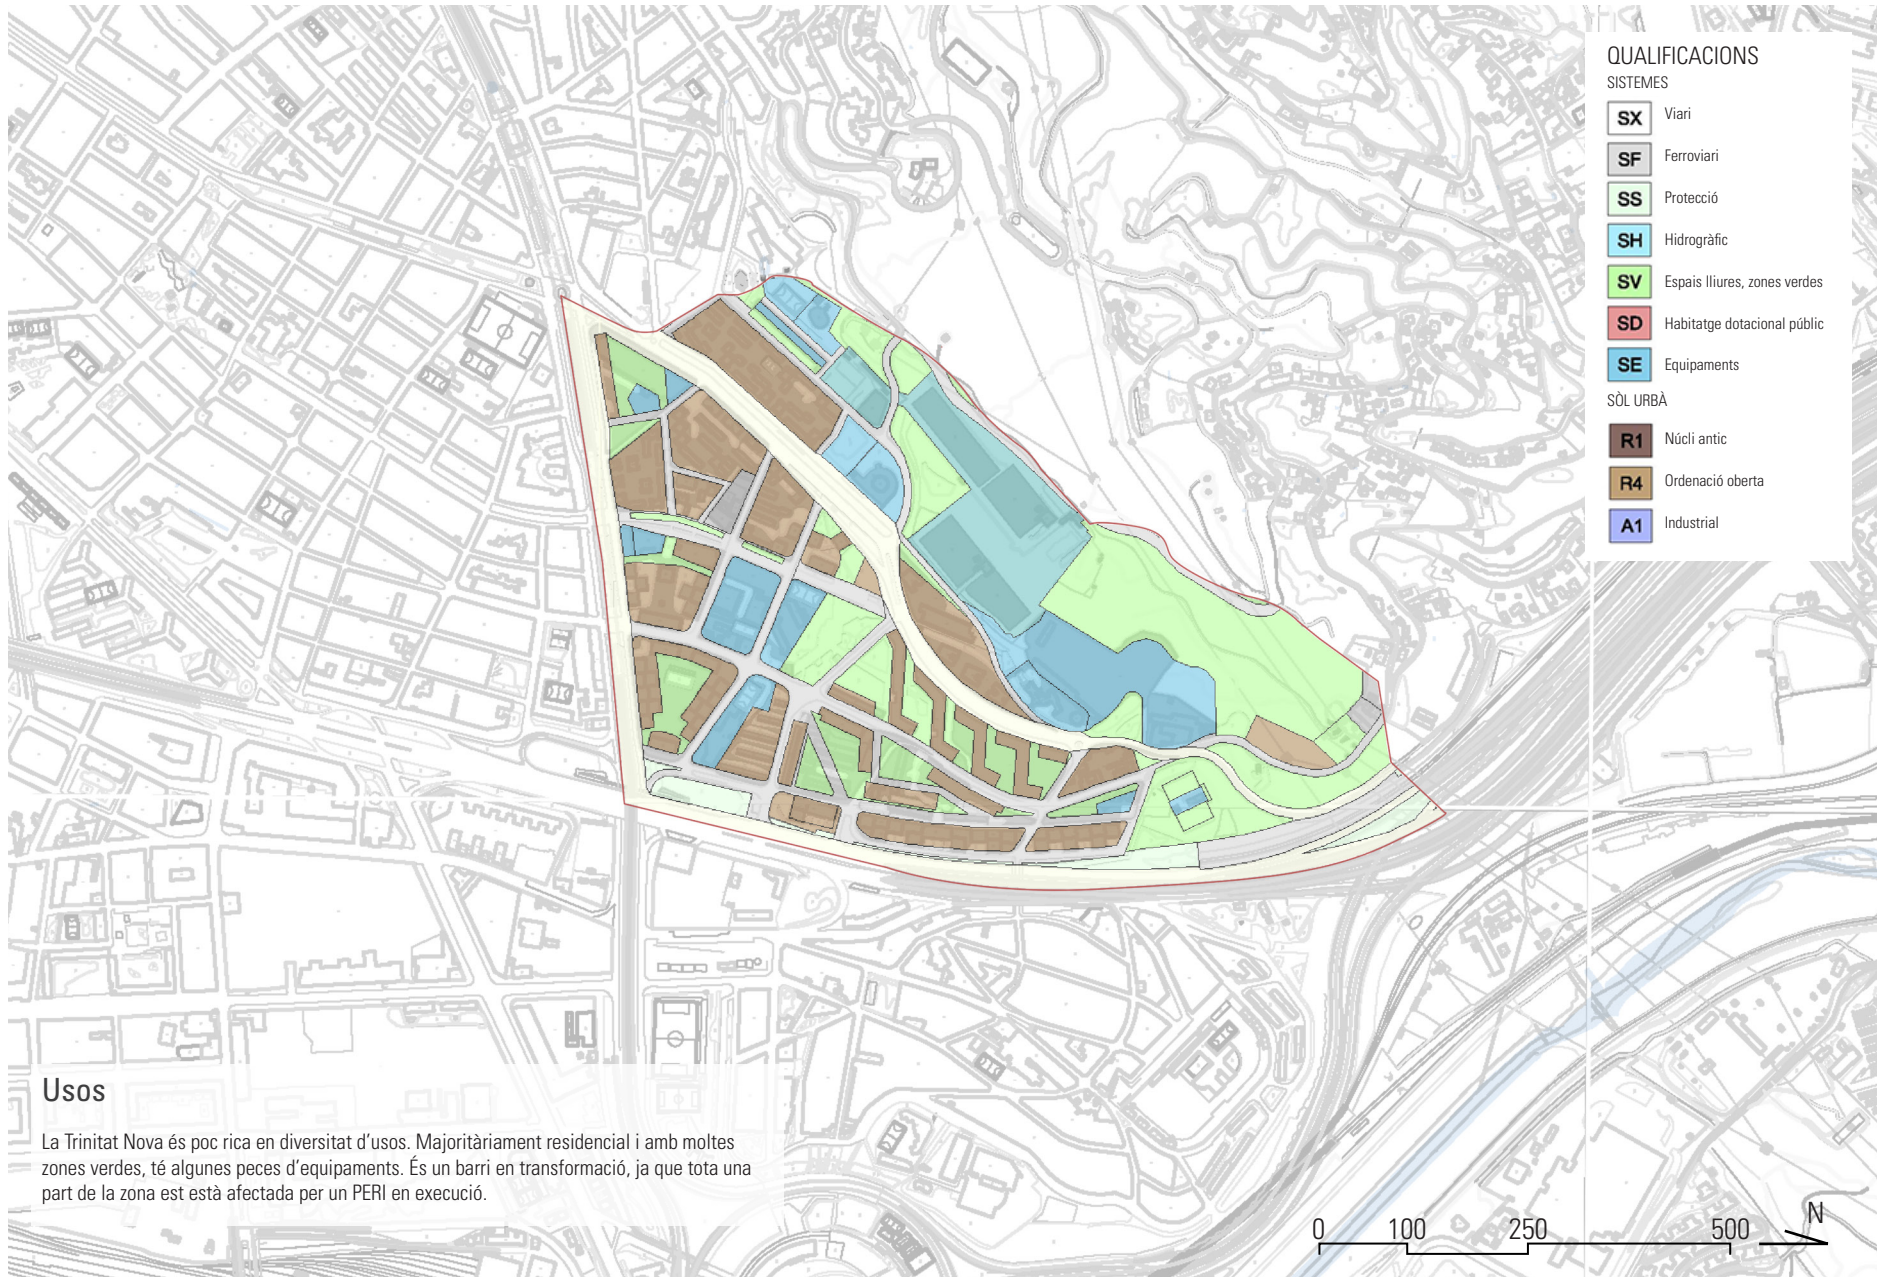 QUALIFICACIONS
SISTEMES
SX Viari
SF Ferroviari
SS Protecció
SH Hidrogràfic
SV Espais lliures, zones verdes
SD Habitatge dotacional públic
SE Equipaments
SÒL URBÀ
R1 Núcli antic
R4 Ordenació oberta
A1 Industrial
Usos
La Trinitat Nova és poc rica en diversitat d'usos. Majoritàriament residencial i amb moltes
zones verdes, té algunes peces d'equipaments. És un barri en transformació, ja que tota una
part de la zona est està afectada per un PERI en execució.
0 100 250 500 N